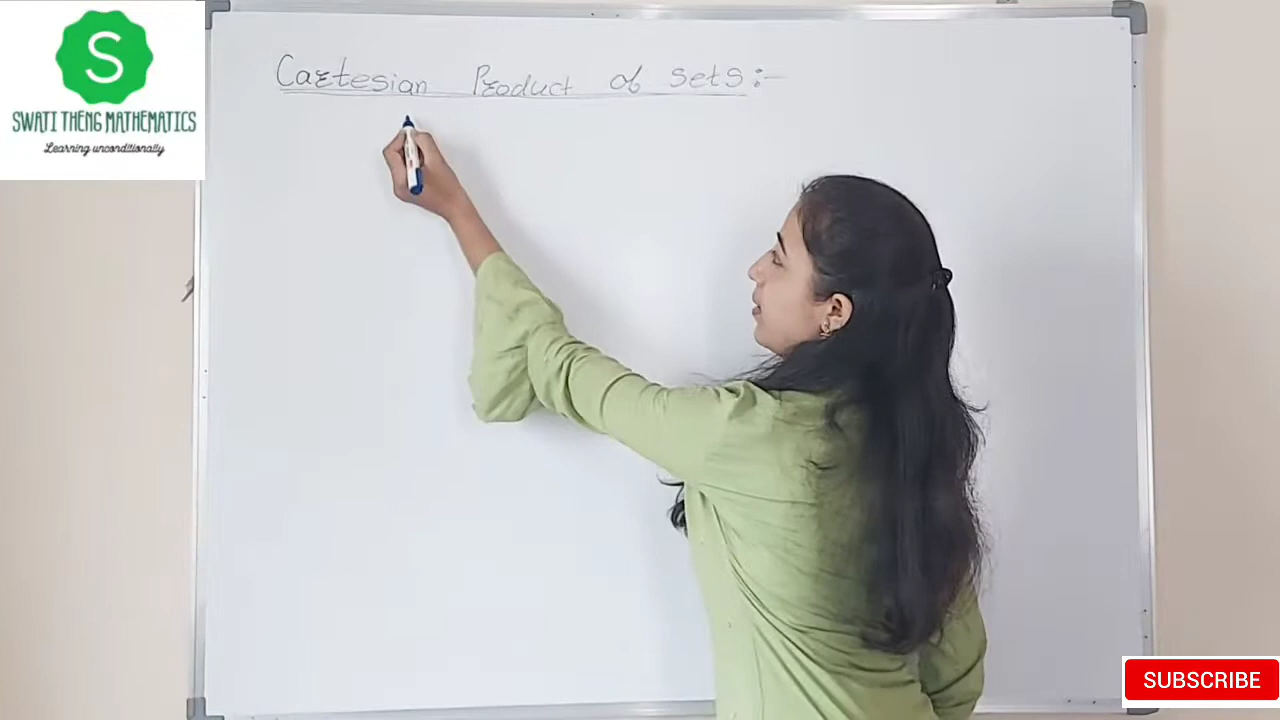 S
SWATI THENG MATHEMATICS
Learning unconditionally
Cartesian Product of sets:-
SUBSCRIBE